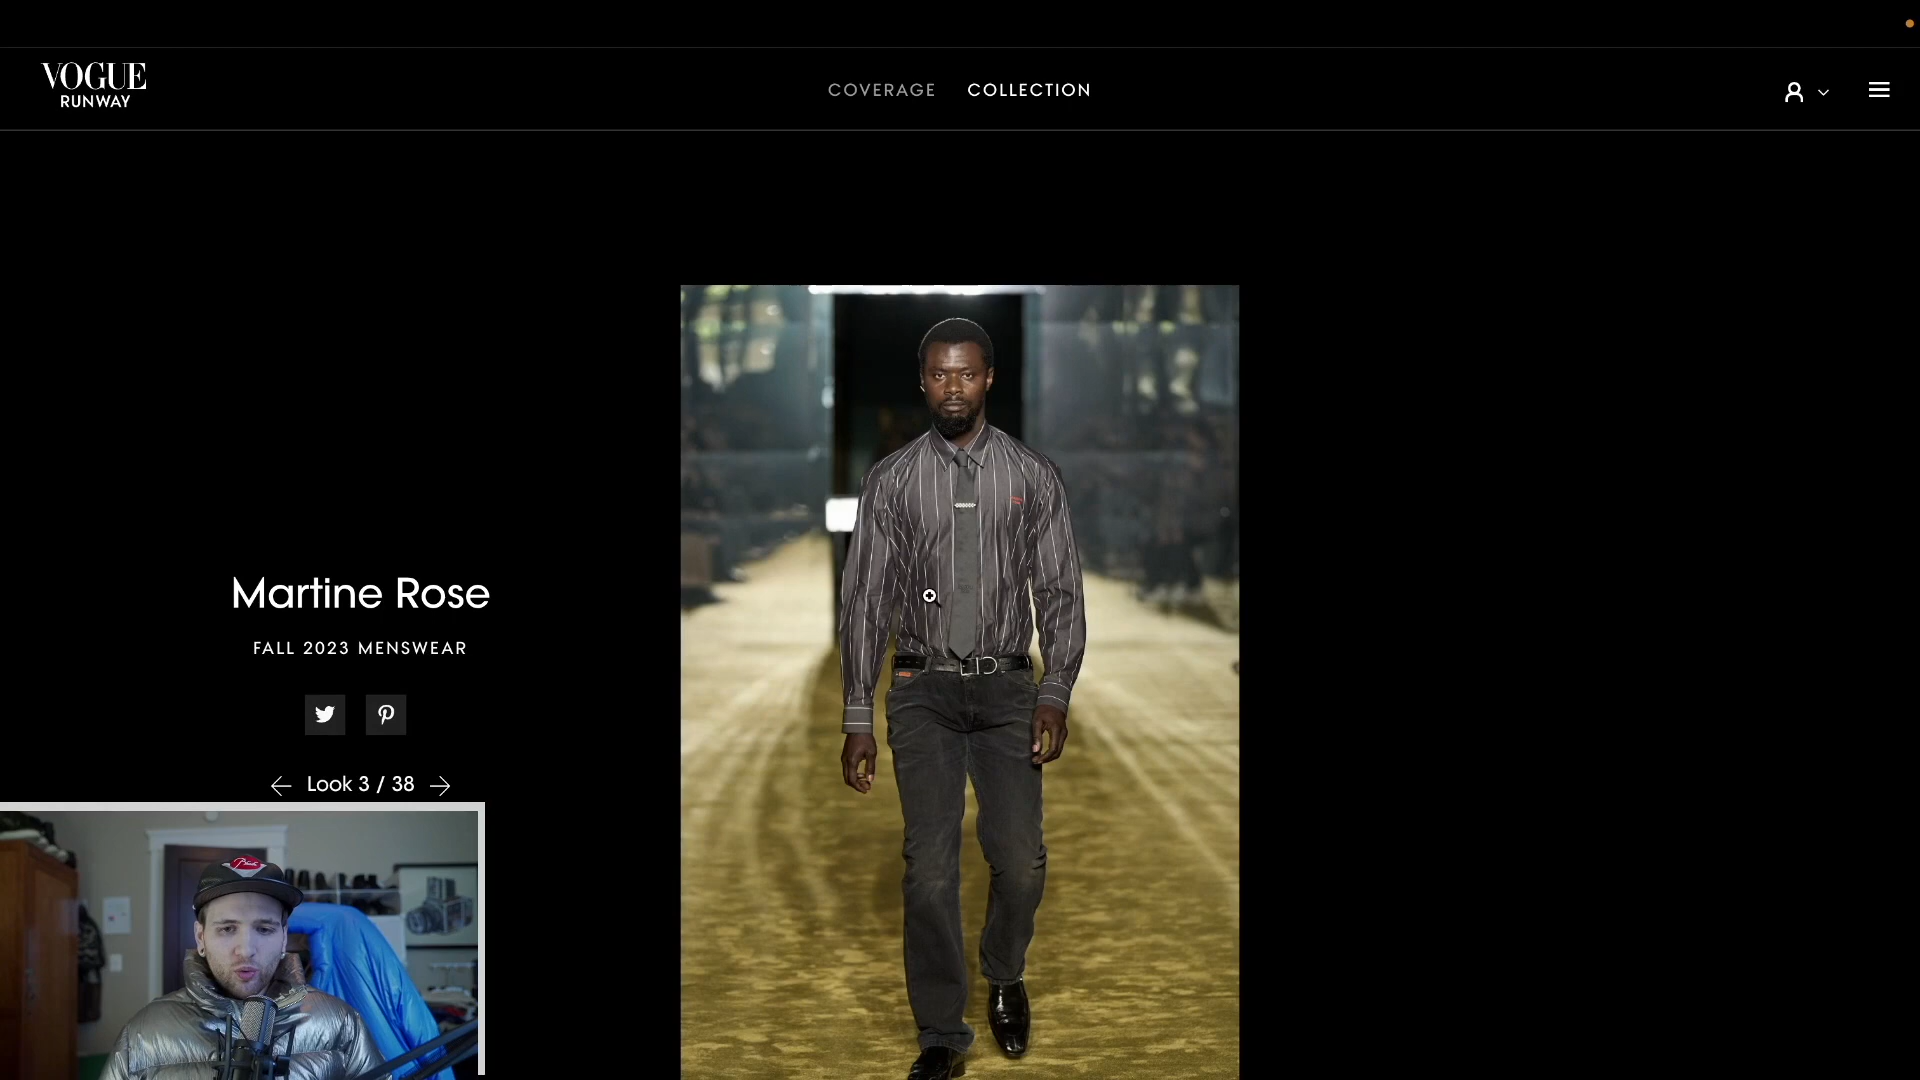 VOGUE
RUNWAY
COVERAGE
COLLECTION
Martine Rose
FALL 2023 MENSWEAR
Look 3 / 38